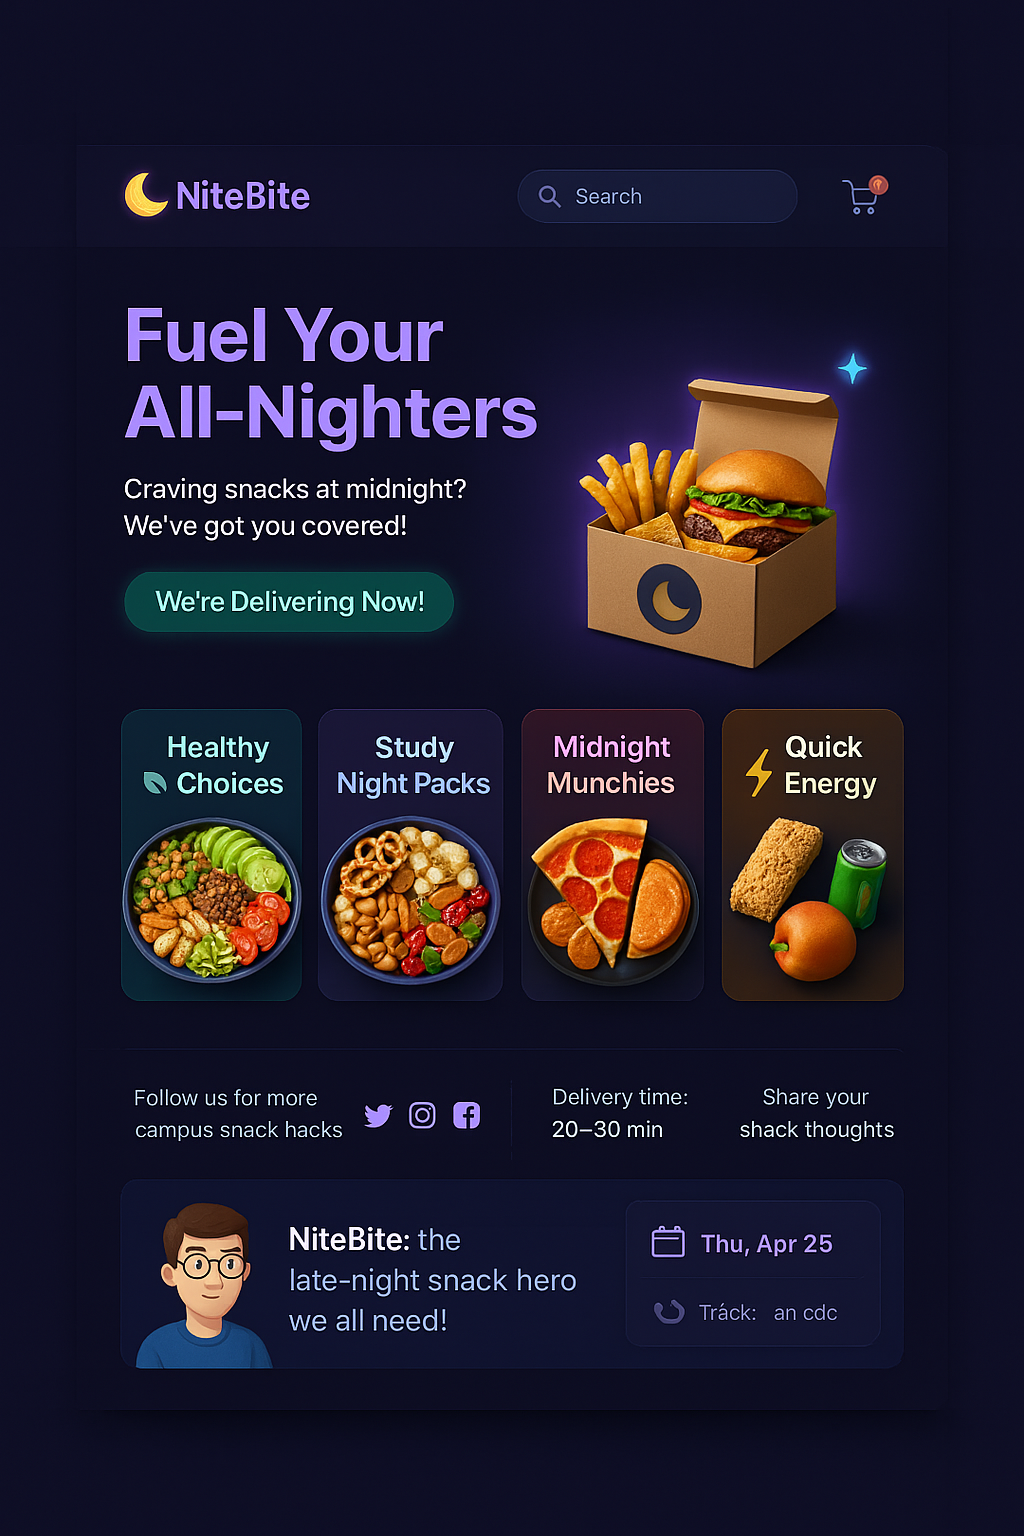 NiteBite
Search
Fuel Your
All-Nighters
Craving snacks at midnight?
We've got you covered!
We're Delivering Now!
Healthy
Choices
Study
Night Packs
Midnight
Munchies
Quick
Energy
Follow us for more
campus snack hacks
Delivery time:
20–30 min
Share your
shack thoughts
NiteBite: the
late-night snack hero
we all need!
Thu, Apr 25
Tráck: an cdc